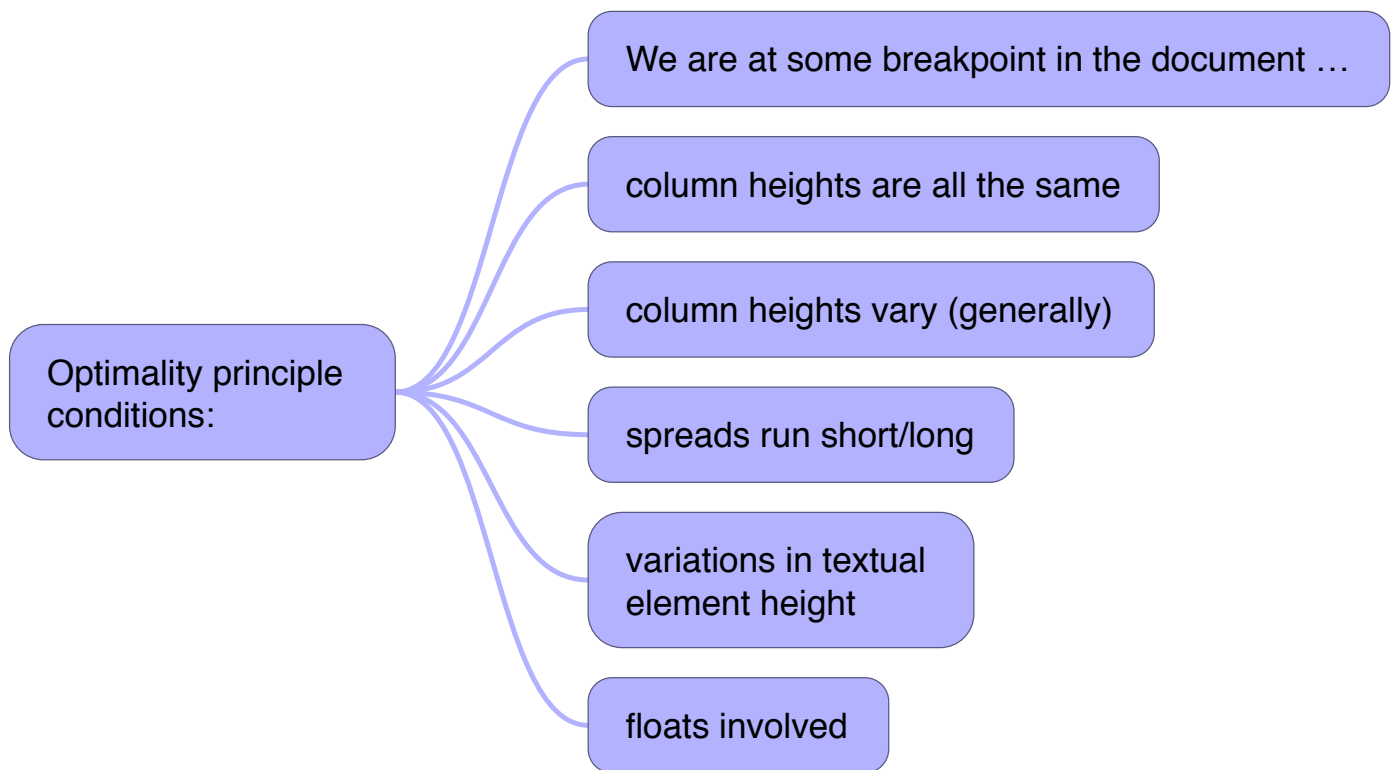 Optimality principle
conditions:
We are at some breakpoint in the document …
column heights are all the same
column heights vary (generally)
spreads run short/long
variations in textual
element height
floats involved